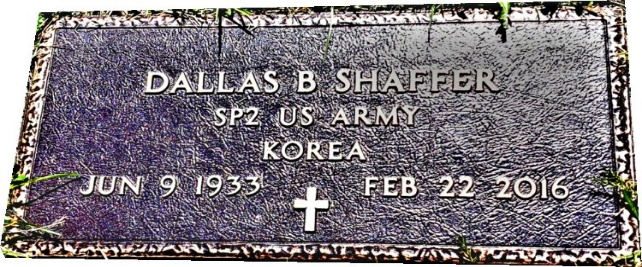 DALLAS B SHAFFER
SP2 US ARMY
KOREA
JUN 9 1933 FEB 22 2016